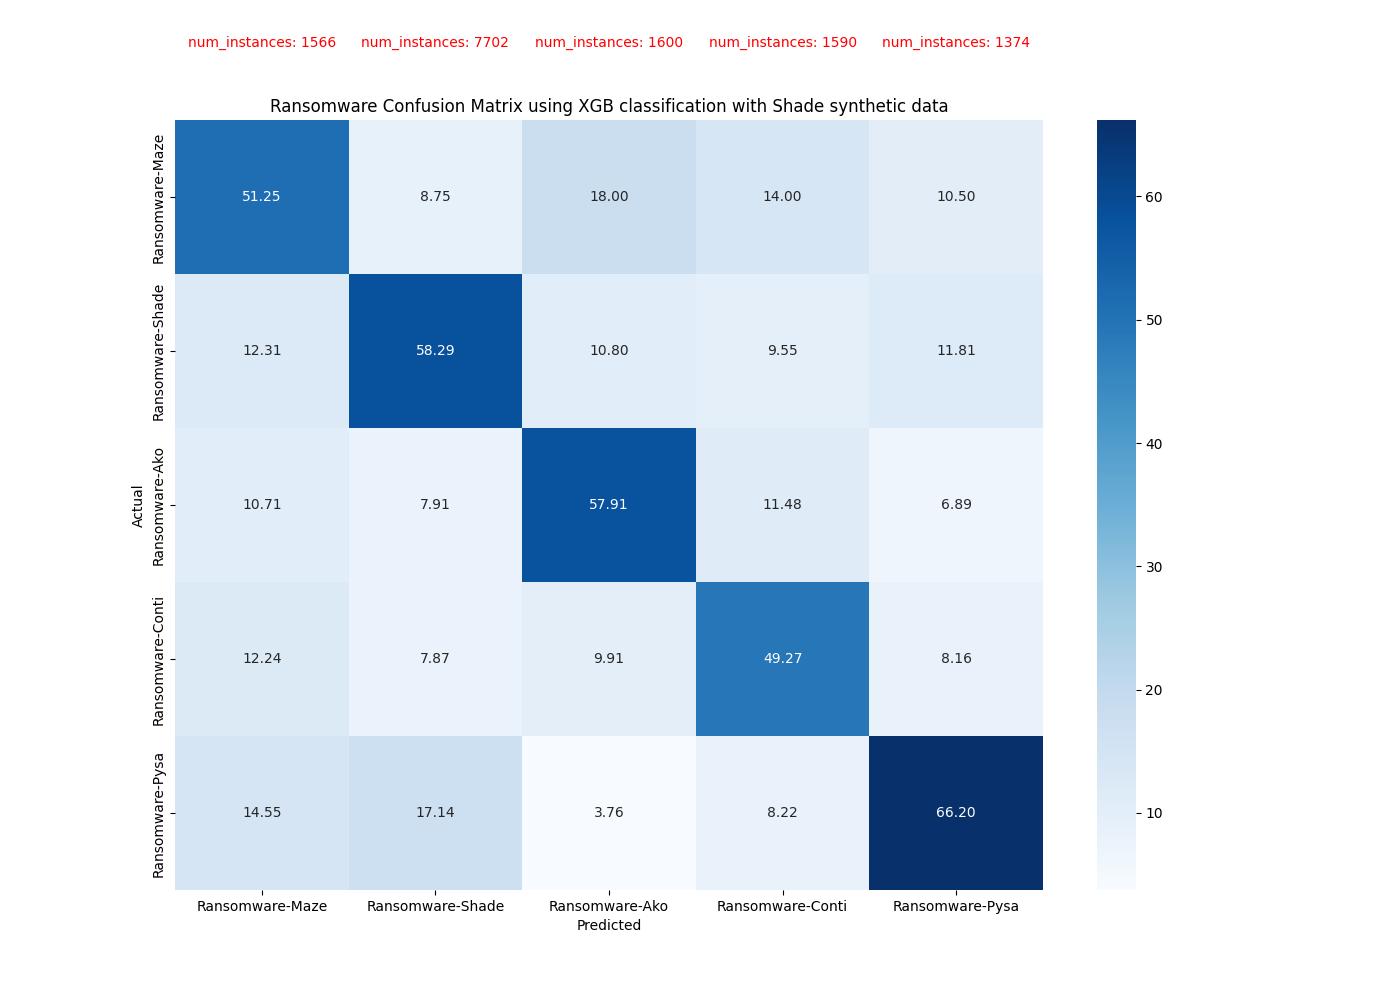 num_instances: 1566 num_instances: 7702 num_instances: 1600 num_instances: 1590 num_instances: 1374
Ransomware Confusion Matrix using XGB classification with Shade synthetic data
Actual
Ransomware-Maze
51.25 8.75 18.00 14.00 10.50
Ransomware-Shade
12.31 58.29 10.80 9.55 11.81
Ransomware-Ako
10.71 7.91 57.91 11.48 6.89
Ransomware-Conti
12.24 7.87 9.91 49.27 8.16
Ransomware-Pysa
14.55 17.14 3.76 8.22 66.20
Ransomware-Maze Ransomware-Shade Ransomware-Ako Ransomware-Conti Ransomware-Pysa
Predicted
60
50
40
30
20
10